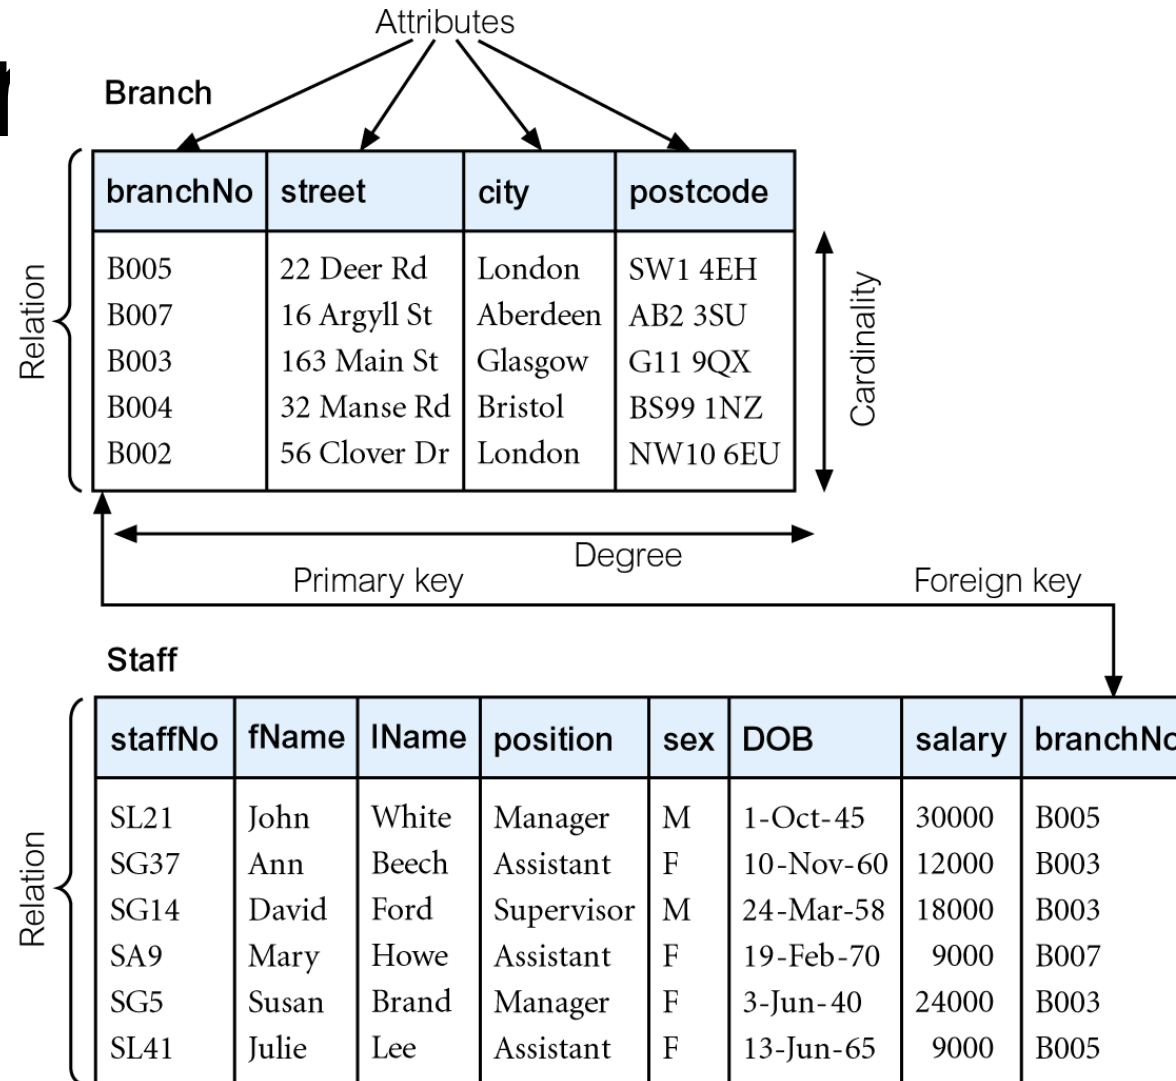 Attributes
Branch
branchNo street city postcode
B005 22 Deer Rd London SW1 4EH
B007 16 Argyll St Aberdeen AB2 3SU
B003 163 Main St Glasgow G11 9QX
B004 32 Manse Rd Bristol BS99 1NZ
B002 56 Clover Dr London NW10 6EU
Relation
Cardinality
Degree
Primary key Foreign key
Staff
staffNo fName lName position sex DOB salary branchNo
SL21 John White Manager M 1-Oct-45 30000 B005
SG37 Ann Beech Assistant F 10-Nov-60 12000 B003
SG14 David Ford Supervisor M 24-Mar-58 18000 B003
SA9 Mary Howe Assistant F 19-Feb-70 9000 B007
SG5 Susan Brand Manager F 3-Jun-40 24000 B003
SL41 Julie Lee Assistant F 13-Jun-65 9000 B005
Relation